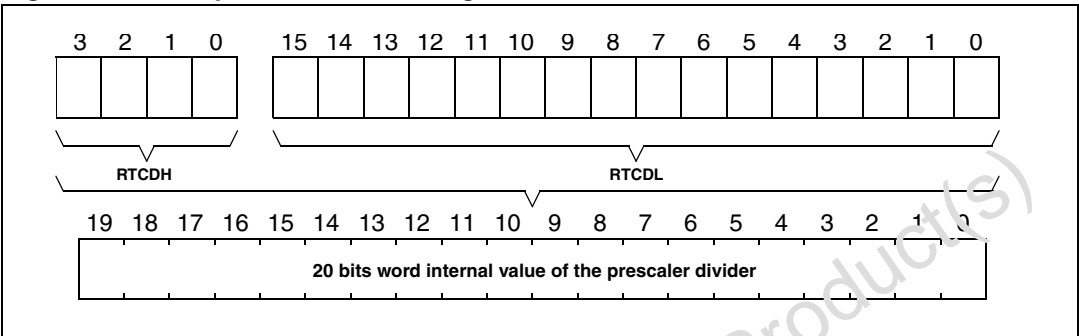 3 2 1 0 15 14 13 12 11 10 9 8 7 6 5 4 3 2 1 0
RTCDH RTCDL
19 18 17 16 15 14 13 12 11 10 9 8 7 6 5 4 3 2 1 0
20 bits word internal value of the prescaler divider
Product(s)